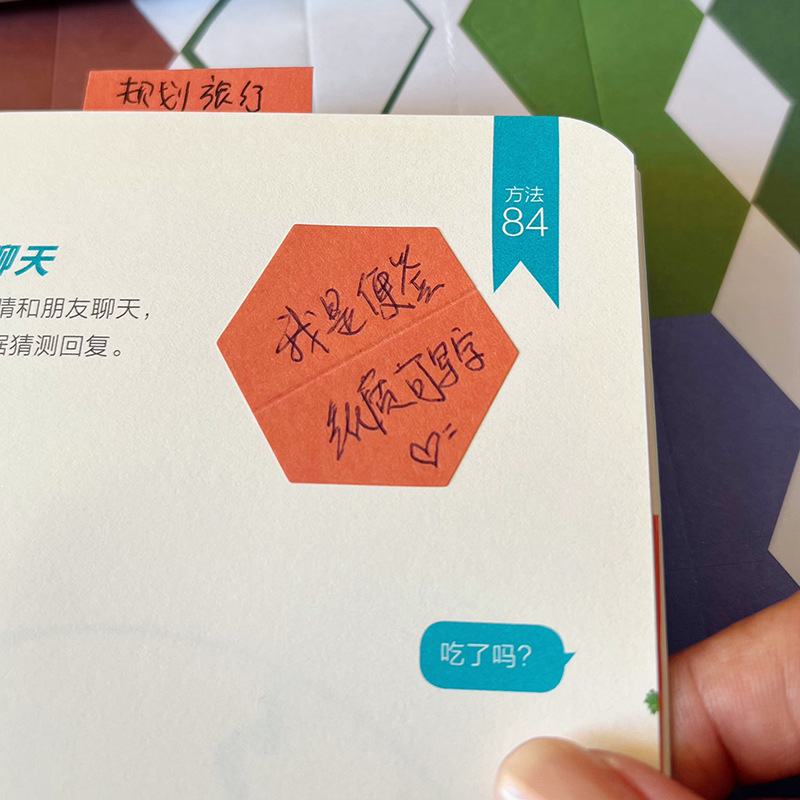 规划旅行
方法
84
聊天
情和朋友聊天，
据猜测回复。
我是便签
纸质可写字
吃了吗？